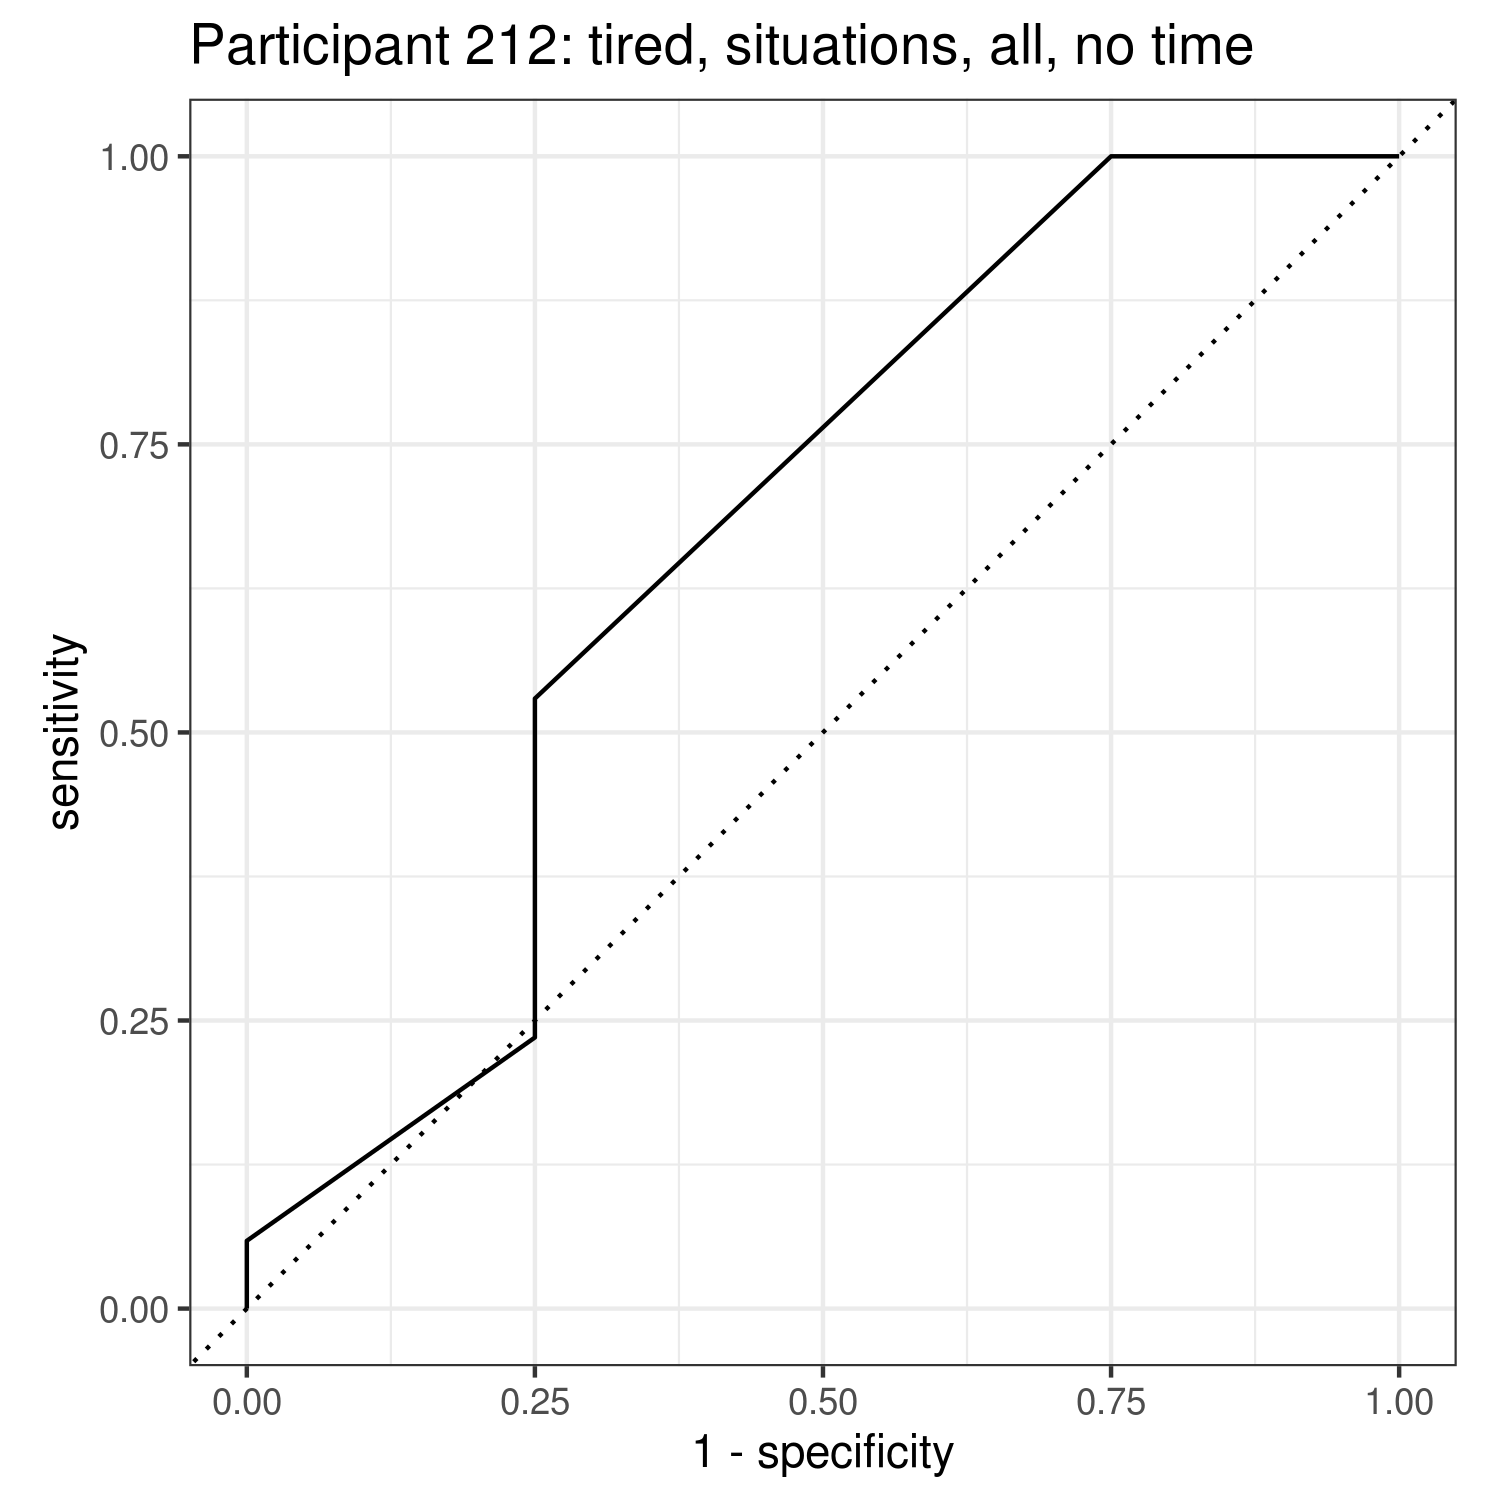 Participant 212: tired, situations, all, no time
1.00
0.75
0.50
0.25
0.00
sensitivity
0.00 0.25 0.50 0.75 1.00
1 - specificity